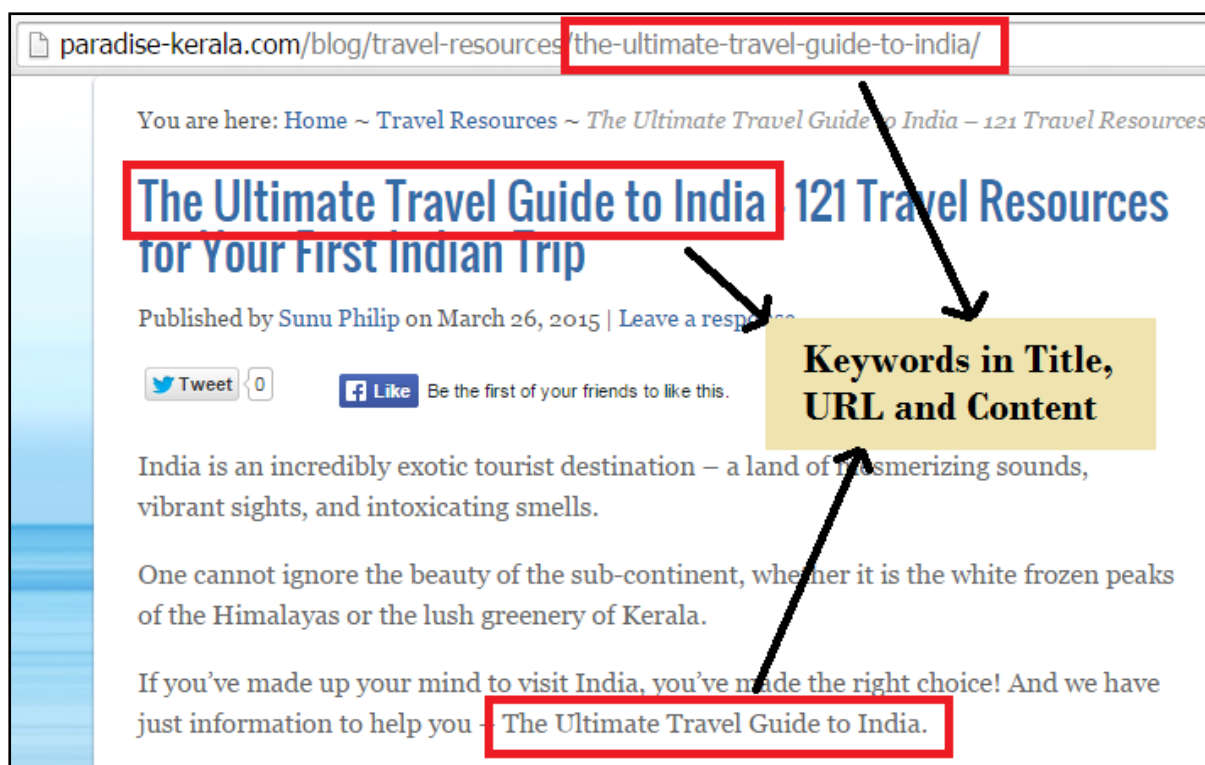 paradise-kerala.com/blog/travel-resources/the-ultimate-travel-guide-to-india/
You are here: Home ~ Travel Resources ~ The Ultimate Travel Guide to India – 121 Travel Resources
The Ultimate Travel Guide to India - 121 Travel Resources
for Your First Indian Trip
Published by Sunu Philip on March 26, 2015 | Leave a response
Tweet 0 Like Be the first of your friends to like this.
Keywords in Title,
URL and Content
India is an incredibly exotic tourist destination – a land of mesmerizing sounds,
vibrant sights, and intoxicating smells.
One cannot ignore the beauty of the sub-continent, whether it is the white frozen peaks
of the Himalayas or the lush greenery of Kerala.
If you’ve made up your mind to visit India, you’ve made the right choice! And we have
just information to help you – The Ultimate Travel Guide to India.